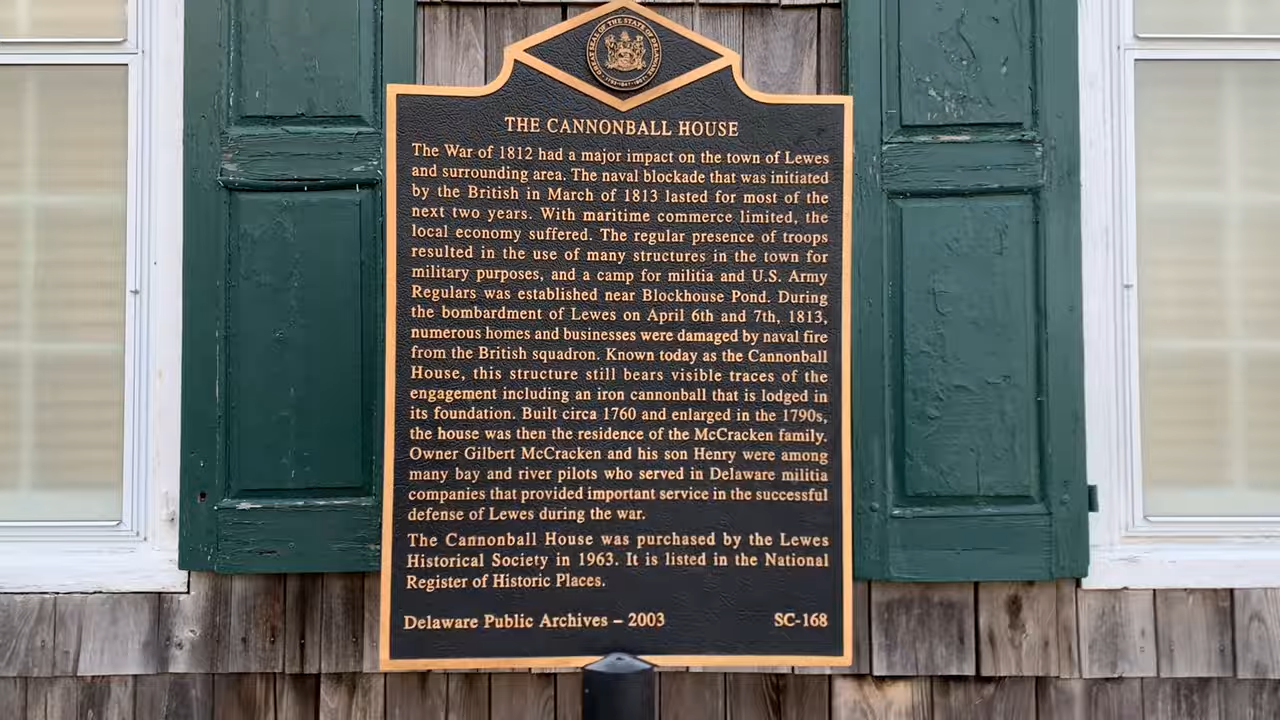 GREAT SEAL OF THE STATE OF DELAWARE
THE CANNONBALL HOUSE
The War of 1812 had a major impact on the town of Lewes
and surrounding area. The naval blockade that was initiated
by the British in March of 1813 lasted for most of the
next two years. With maritime commerce limited, the
local economy suffered. The regular presence of troops
resulted in the use of many structures in the town for
military purposes, and a camp for militia and U.S. Army
Regulars was established near Blockhouse Pond. During
the bombardment of Lewes on April 6th and 7th, 1813,
numerous homes and businesses were damaged by naval fire
from the British squadron. Known today as the Cannonball
House, this structure still bears visible traces of the
engagement including an iron cannonball that is lodged in
its foundation. Built circa 1760 and enlarged in the 1790s,
the house was then the residence of the McCracken family.
Owner Gilbert McCracken and his son Henry were among
many bay and river pilots who served in Delaware militia
companies that provided important service in the successful
defense of Lewes during the war.
The Cannonball House was purchased by the Lewes
Historical Society in 1963. It is listed in the National
Register of Historic Places.
Delaware Public Archives – 2003 SC-168